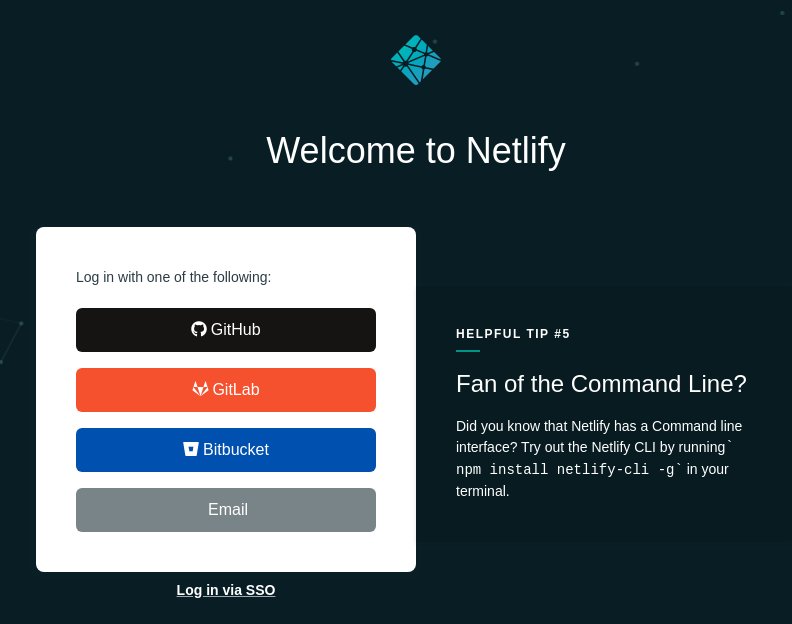 Welcome to Netlify
Log in with one of the following:
GitHub
GitLab
Bitbucket
Email
Log in via SSO
HELPFUL TIP #5
Fan of the Command Line?
Did you know that Netlify has a Command line
interface? Try out the Netlify CLI by running `
npm install netlify-cli -g` in your
terminal.